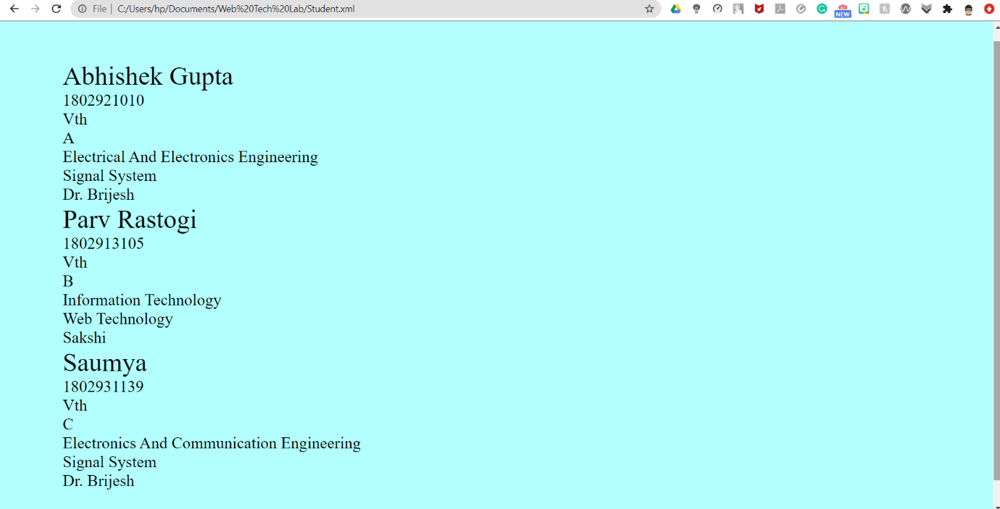 File | C:/Users/hp/Documents/Web%20Tech%20Lab/Student.xml
NEW
Abhishek Gupta
1802921010
Vth
A
Electrical And Electronics Engineering
Signal System
Dr. Brijesh
Parv Rastogi
1802913105
Vth
B
Information Technology
Web Technology
Sakshi
Saumya
1802931139
Vth
C
Electronics And Communication Engineering
Signal System
Dr. Brijesh